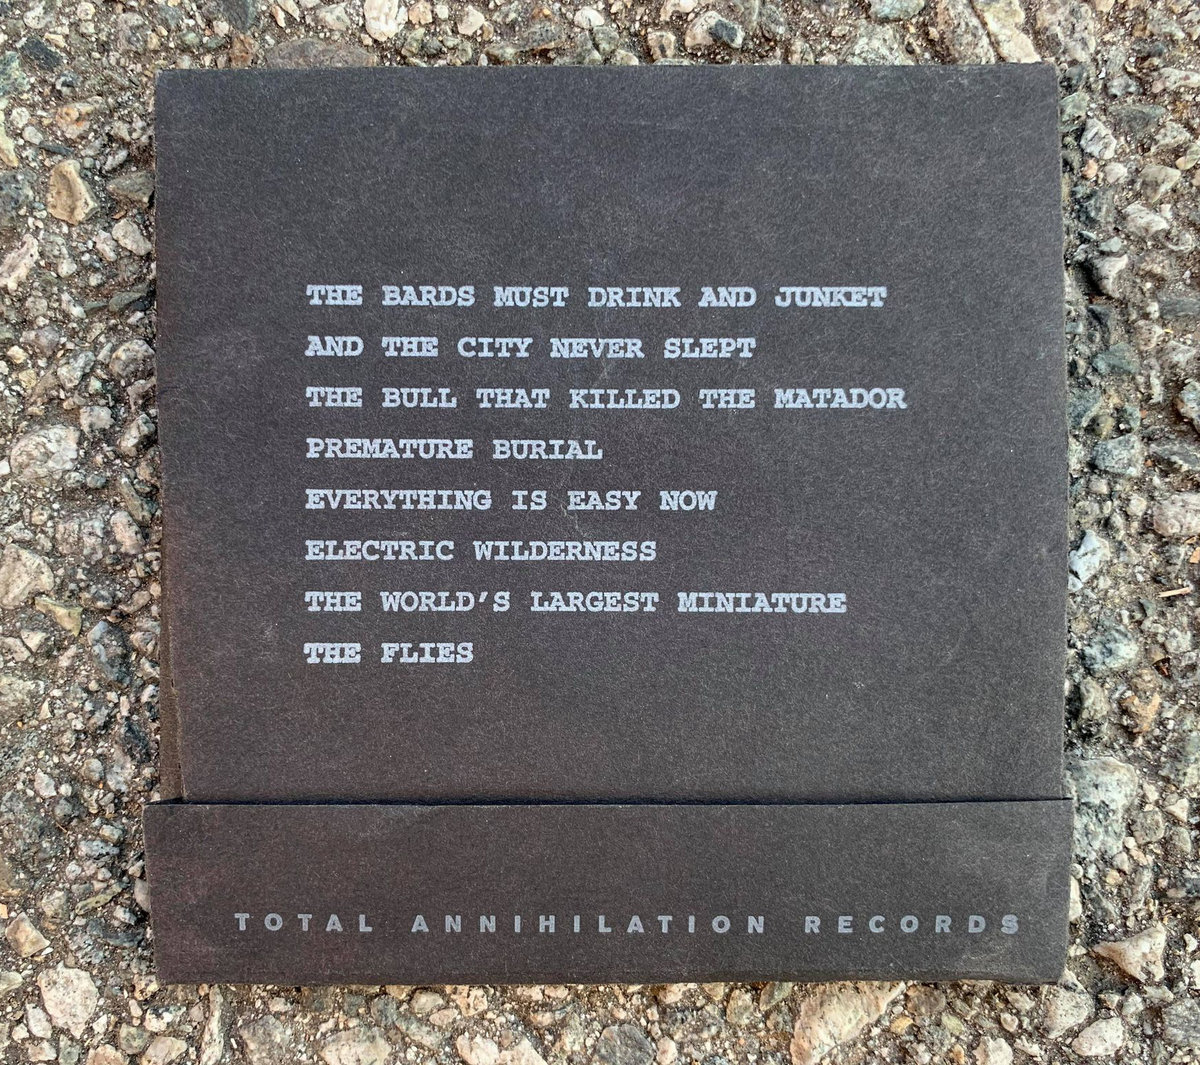 THE BARDS MUST DRINK AND JUNKET
AND THE CITY NEVER SLEPT
THE BULL THAT KILLED THE MATADOR
PREMATURE BURIAL
EVERYTHING IS EASY NOW
ELECTRIC WILDERNESS
THE WORLD'S LARGEST MINIATURE
THE FLIES
TOTAL ANNIHILATION RECORDS